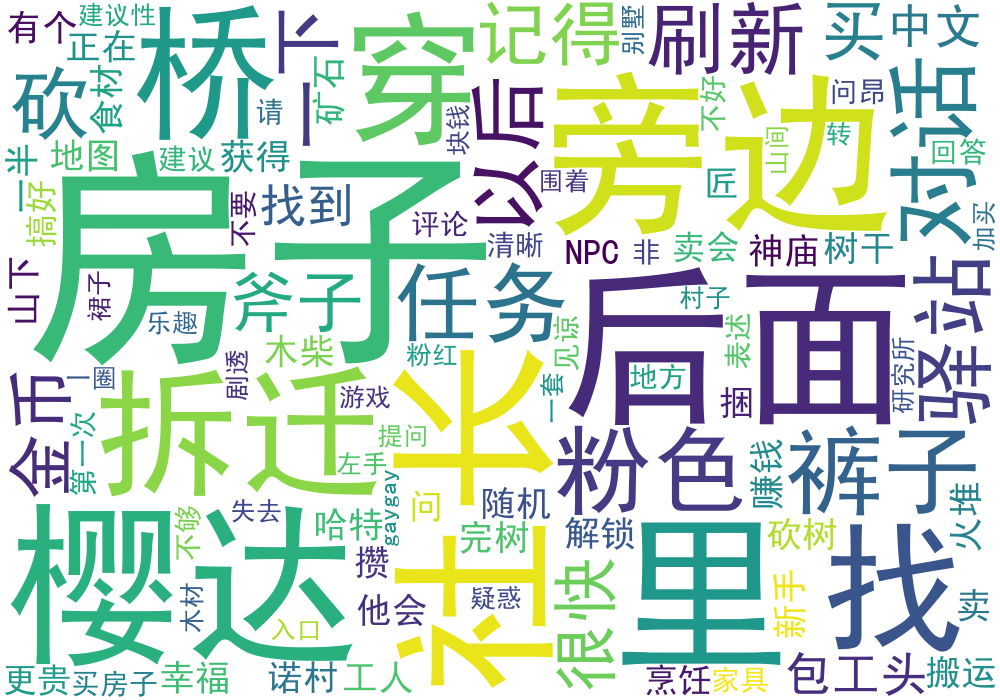 有个
建议性
正在
桥
下
一
穿
记得
别墅
刷新
买
中文
砍
食材
请
矿石
块钱
以后
旁边
不好
问昂
山间
转
对话
回答
半
一
地图
建议
获得
围着
匠
搞好
不要
找到
评论
清晰
NPC
非
卖会
神庙
树干
加买
房子
山下
裙子
斧子
任务
后面
村子
驿站
乐趣
木柴
粉红
见谅
表述
地方
研究所
金币
一圈
剧透
游戏
社长
一套
捆
拆迁
提问
粉色
裤子
第一次
左手
gaygay
赚钱
火堆
樱达
不够
失去
哈特
问
随机
解锁
里
砍树
找
完树
攒
疑惑
很快
新手
木材
入口
他会
更贵
买房子
幸福
诺村
工人
烹饪
家具
包工头
搬运